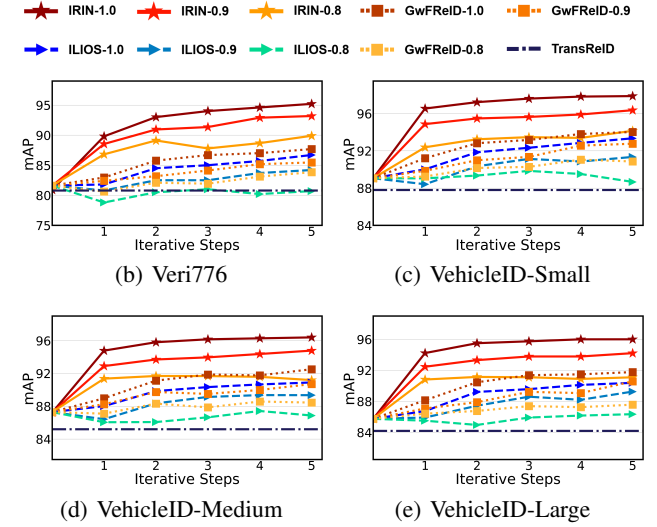 IRIN-1.0 IRIN-0.9 IRIN-0.8 GwFReID-1.0 GwFReID-0.9
ILIOS-1.0 ILIOS-0.9 ILIOS-0.8 GwFReID-0.8 TransReID
mAP
95
90
85
80
75
1 2 3 4 5
Iterative Steps
(b) Veri776
mAP
96
92
88
84
1 2 3 4 5
Iterative Steps
(c) VehicleID-Small
mAP
96
92
88
84
1 2 3 4 5
Iterative Steps
(d) VehicleID-Medium
mAP
96
92
88
84
1 2 3 4 5
Iterative Steps
(e) VehicleID-Large